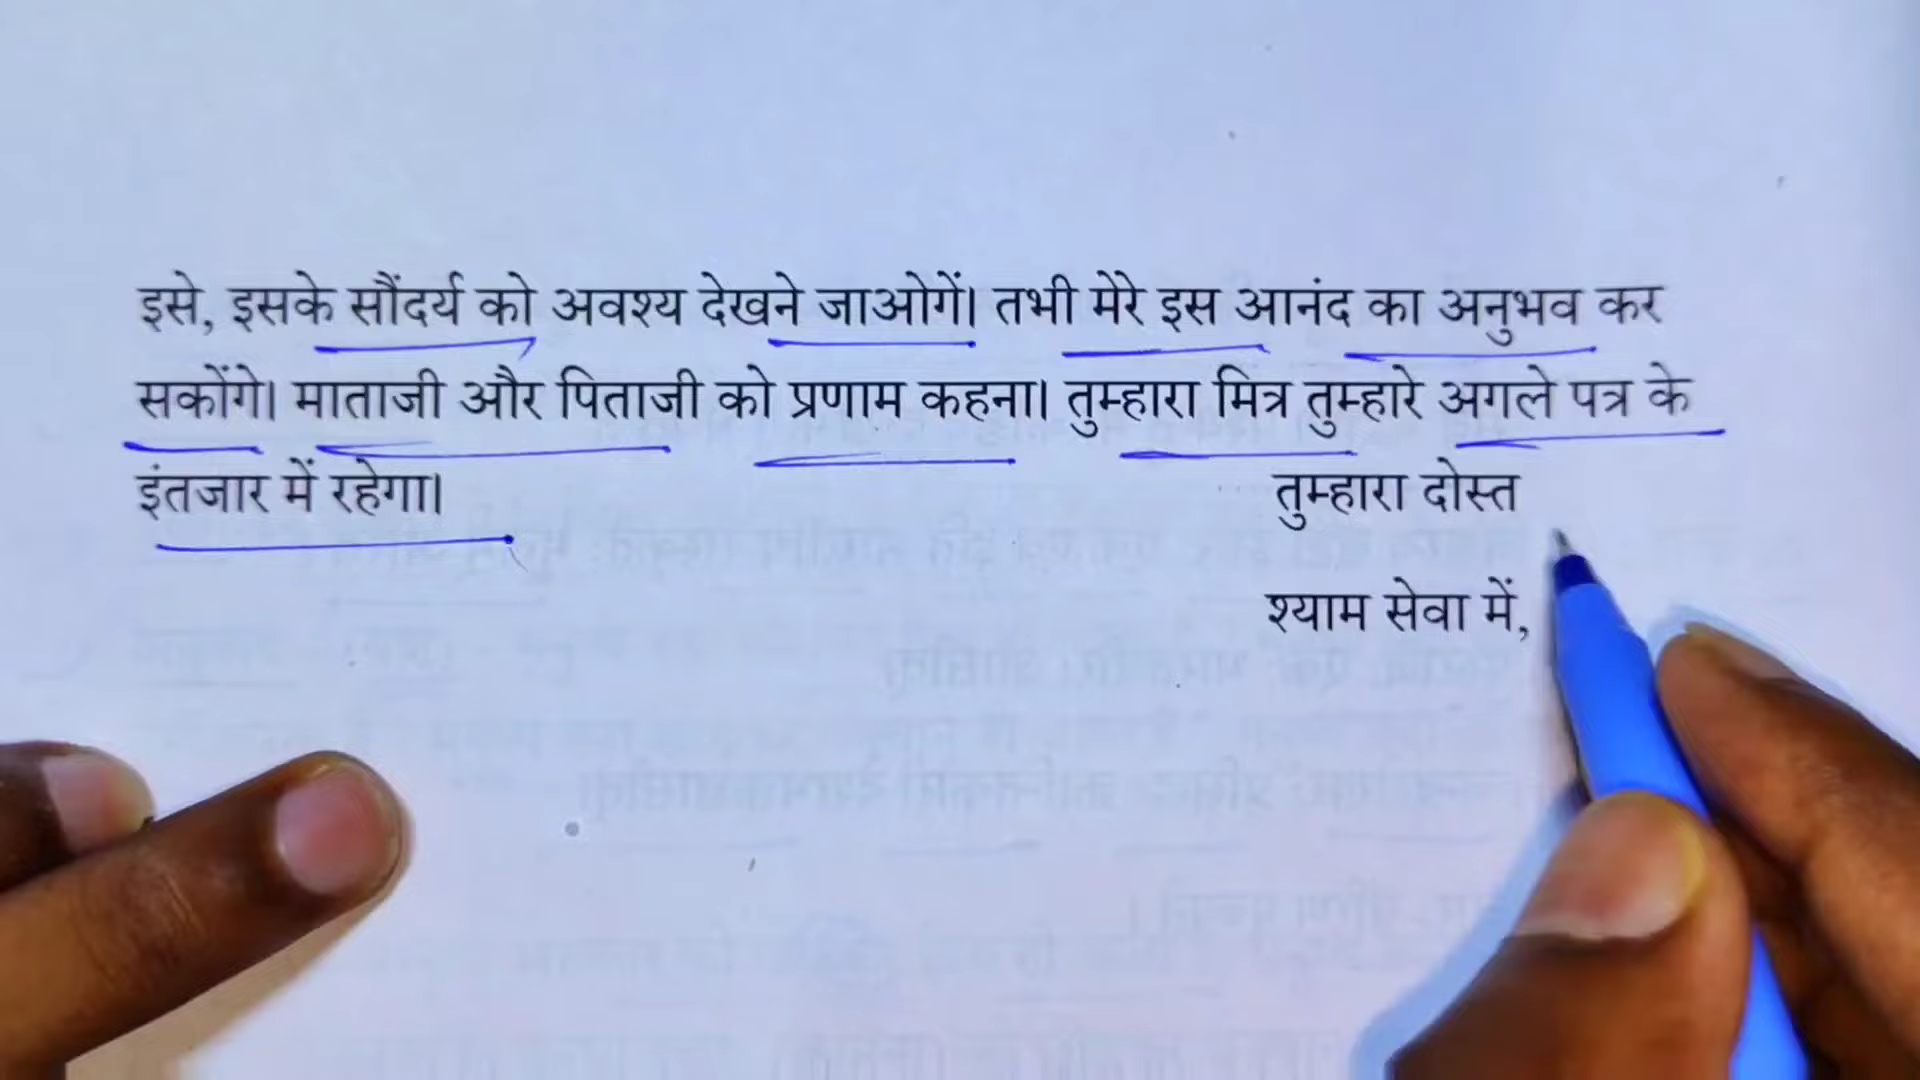 इसे, इसके सौंदर्य को अवश्य देखने जाओगें। तभी मेरे इस आनंद का अनुभव कर
सकोंगे। माताजी और पिताजी को प्रणाम कहना। तुम्हारा मित्र तुम्हारे अगले पत्र के
इंतजार में रहेगा।
तुम्हारा दोस्त
श्याम सेवा में,